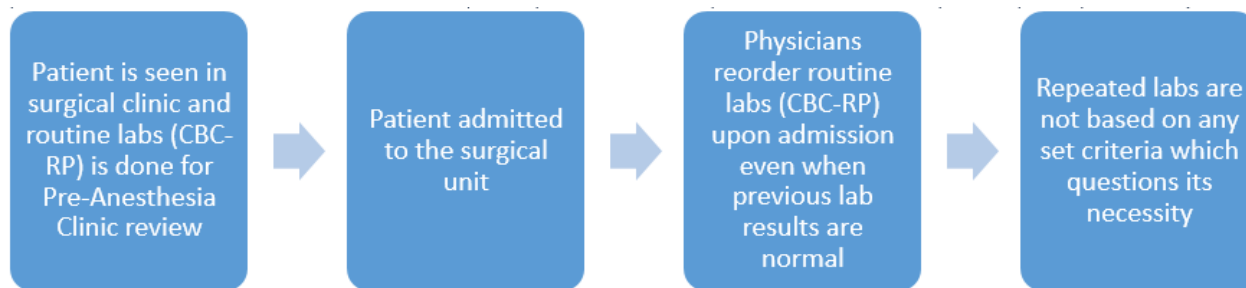 Patient is seen in
surgical clinic and
routine labs (CBC-
RP) is done for
Pre-Anesthesia
Clinic review
Patient admitted
to the surgical
unit
Physicians
reorder routine
labs (CBC-RP)
upon admission
even when
previous lab
results are
normal
Repeated labs are
not based on any
set criteria which
questions its
necessity